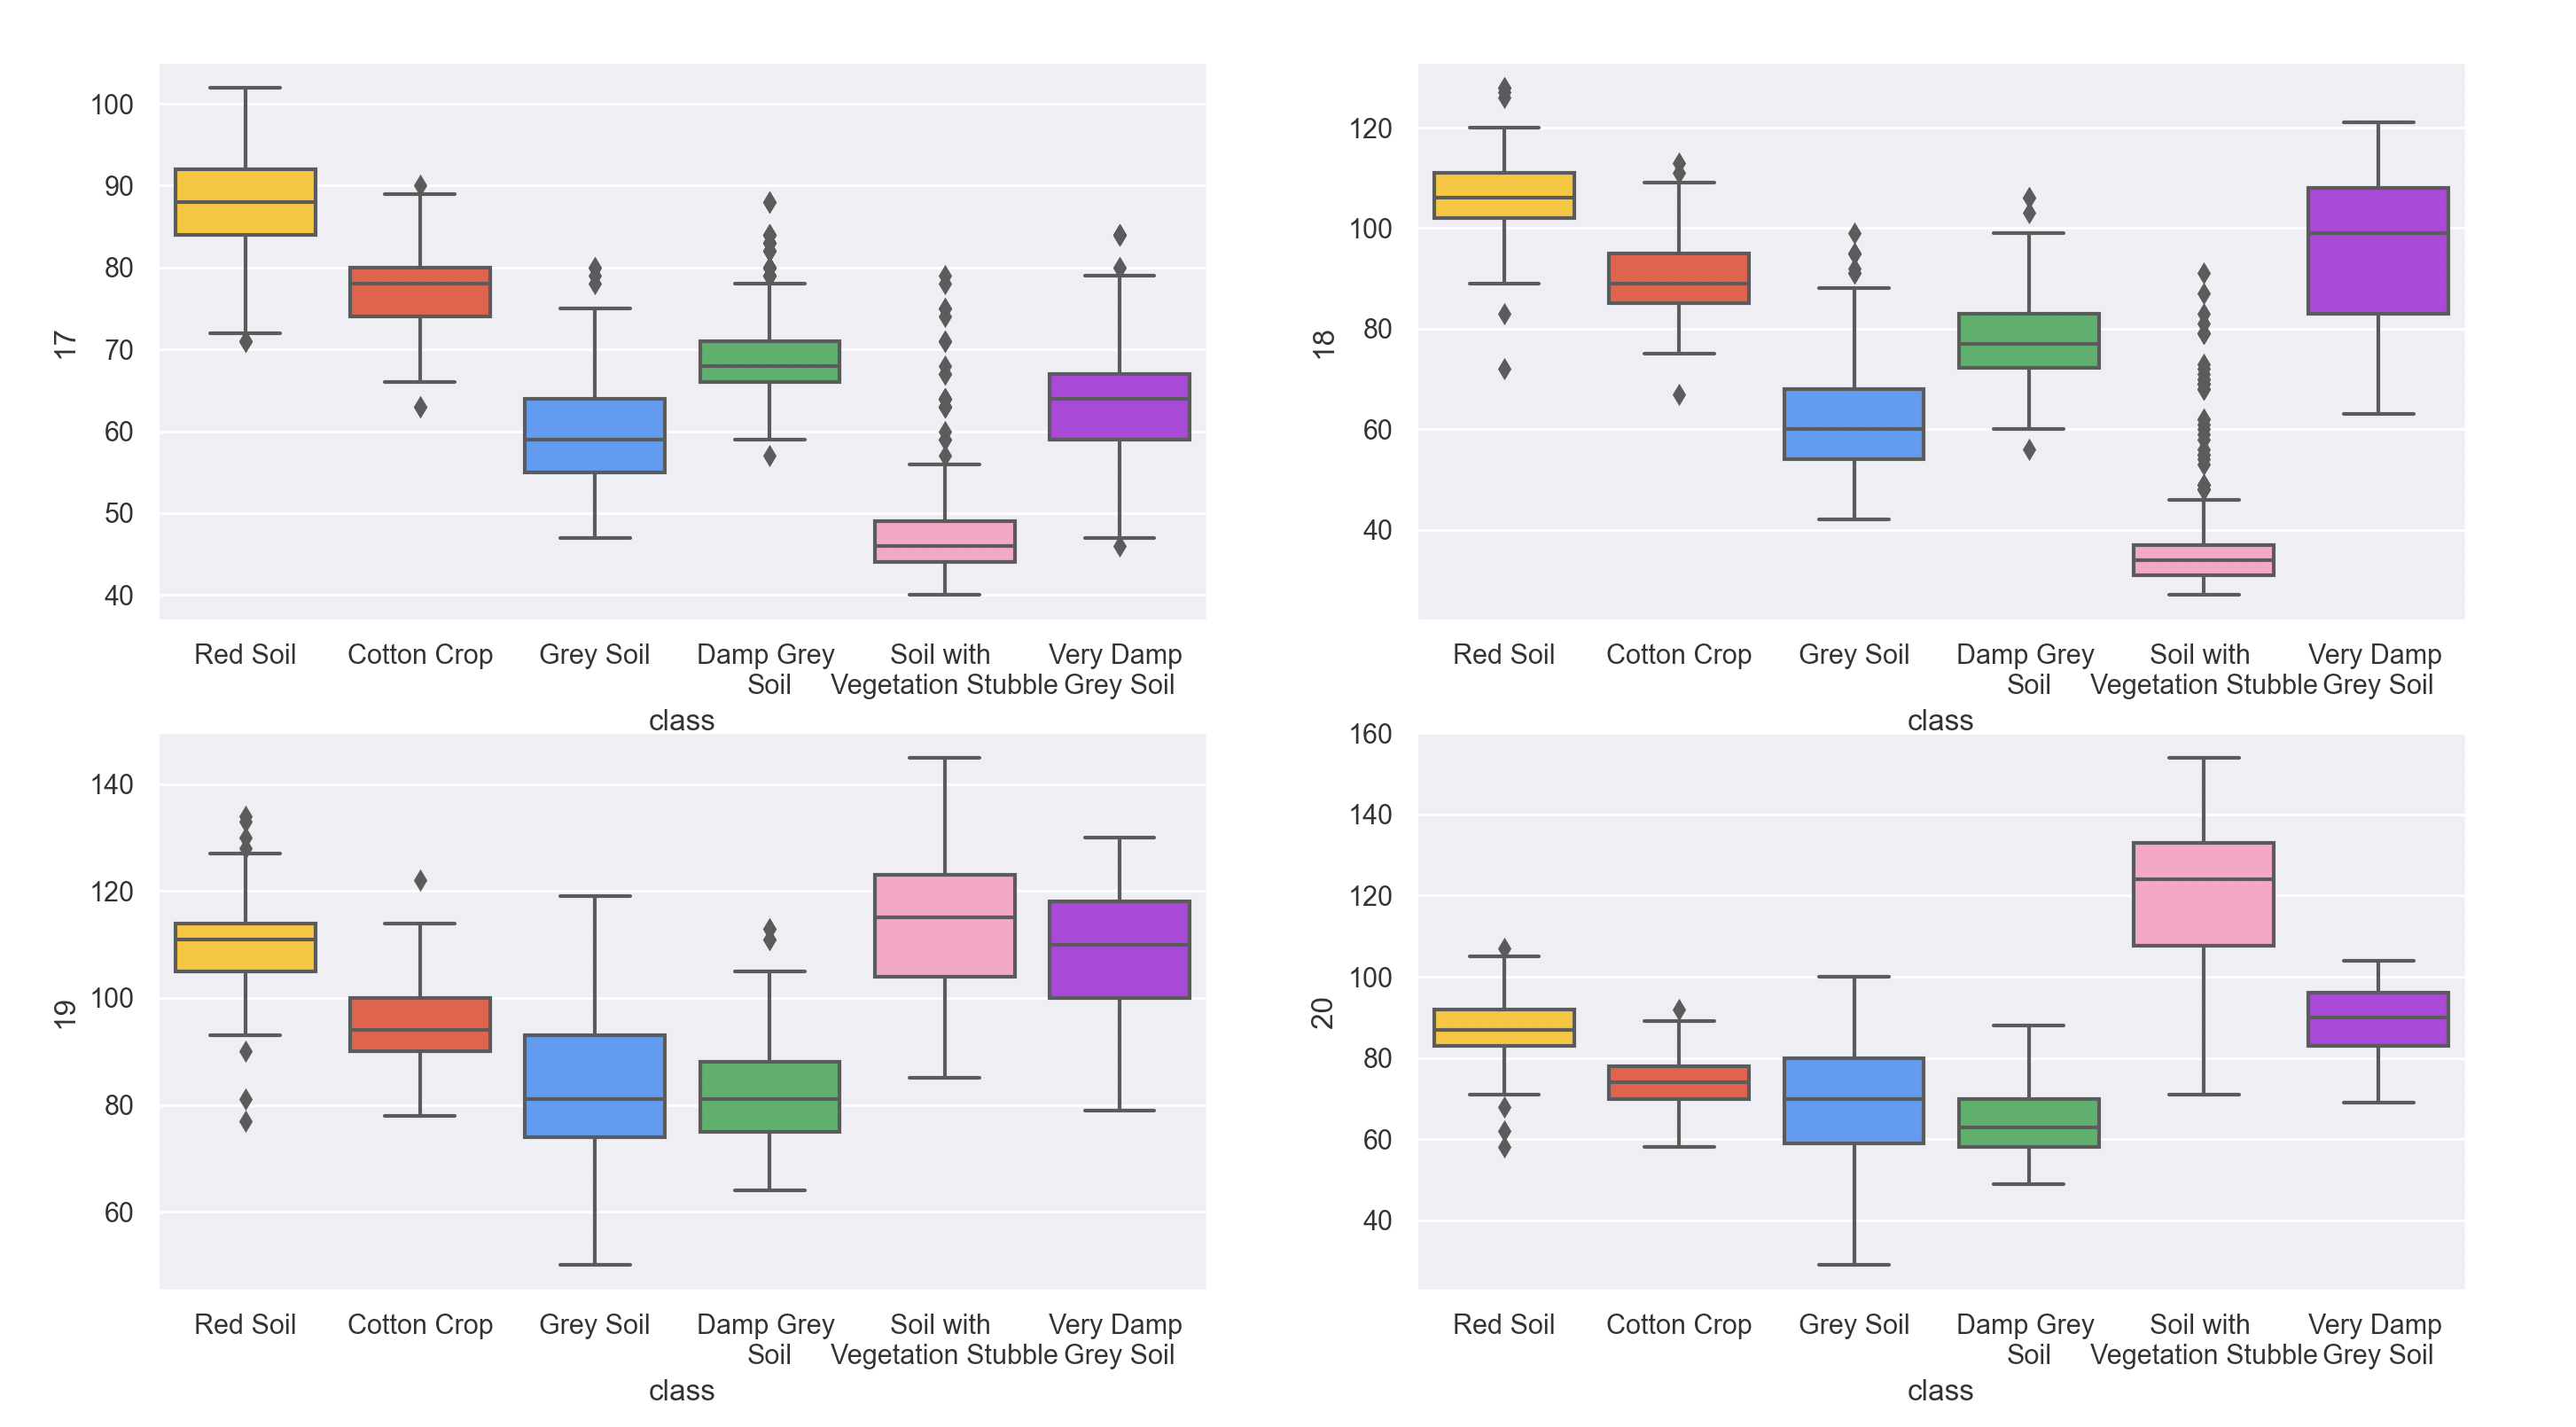 17
100
90
80
70
60
50
40
Red Soil
Cotton Crop
Grey Soil
Damp Grey
Soil
Soil with
Vegetation Stubble
Very Damp
Grey Soil
class
18
120
100
80
60
40
Red Soil
Cotton Crop
Grey Soil
Damp Grey
Soil
Soil with
Vegetation Stubble
Very Damp
Grey Soil
class
19
140
120
100
80
60
Red Soil
Cotton Crop
Grey Soil
Damp Grey
Soil
Soil with
Vegetation Stubble
Very Damp
Grey Soil
class
20
160
140
120
100
80
60
40
Red Soil
Cotton Crop
Grey Soil
Damp Grey
Soil
Soil with
Vegetation Stubble
Very Damp
Grey Soil
class